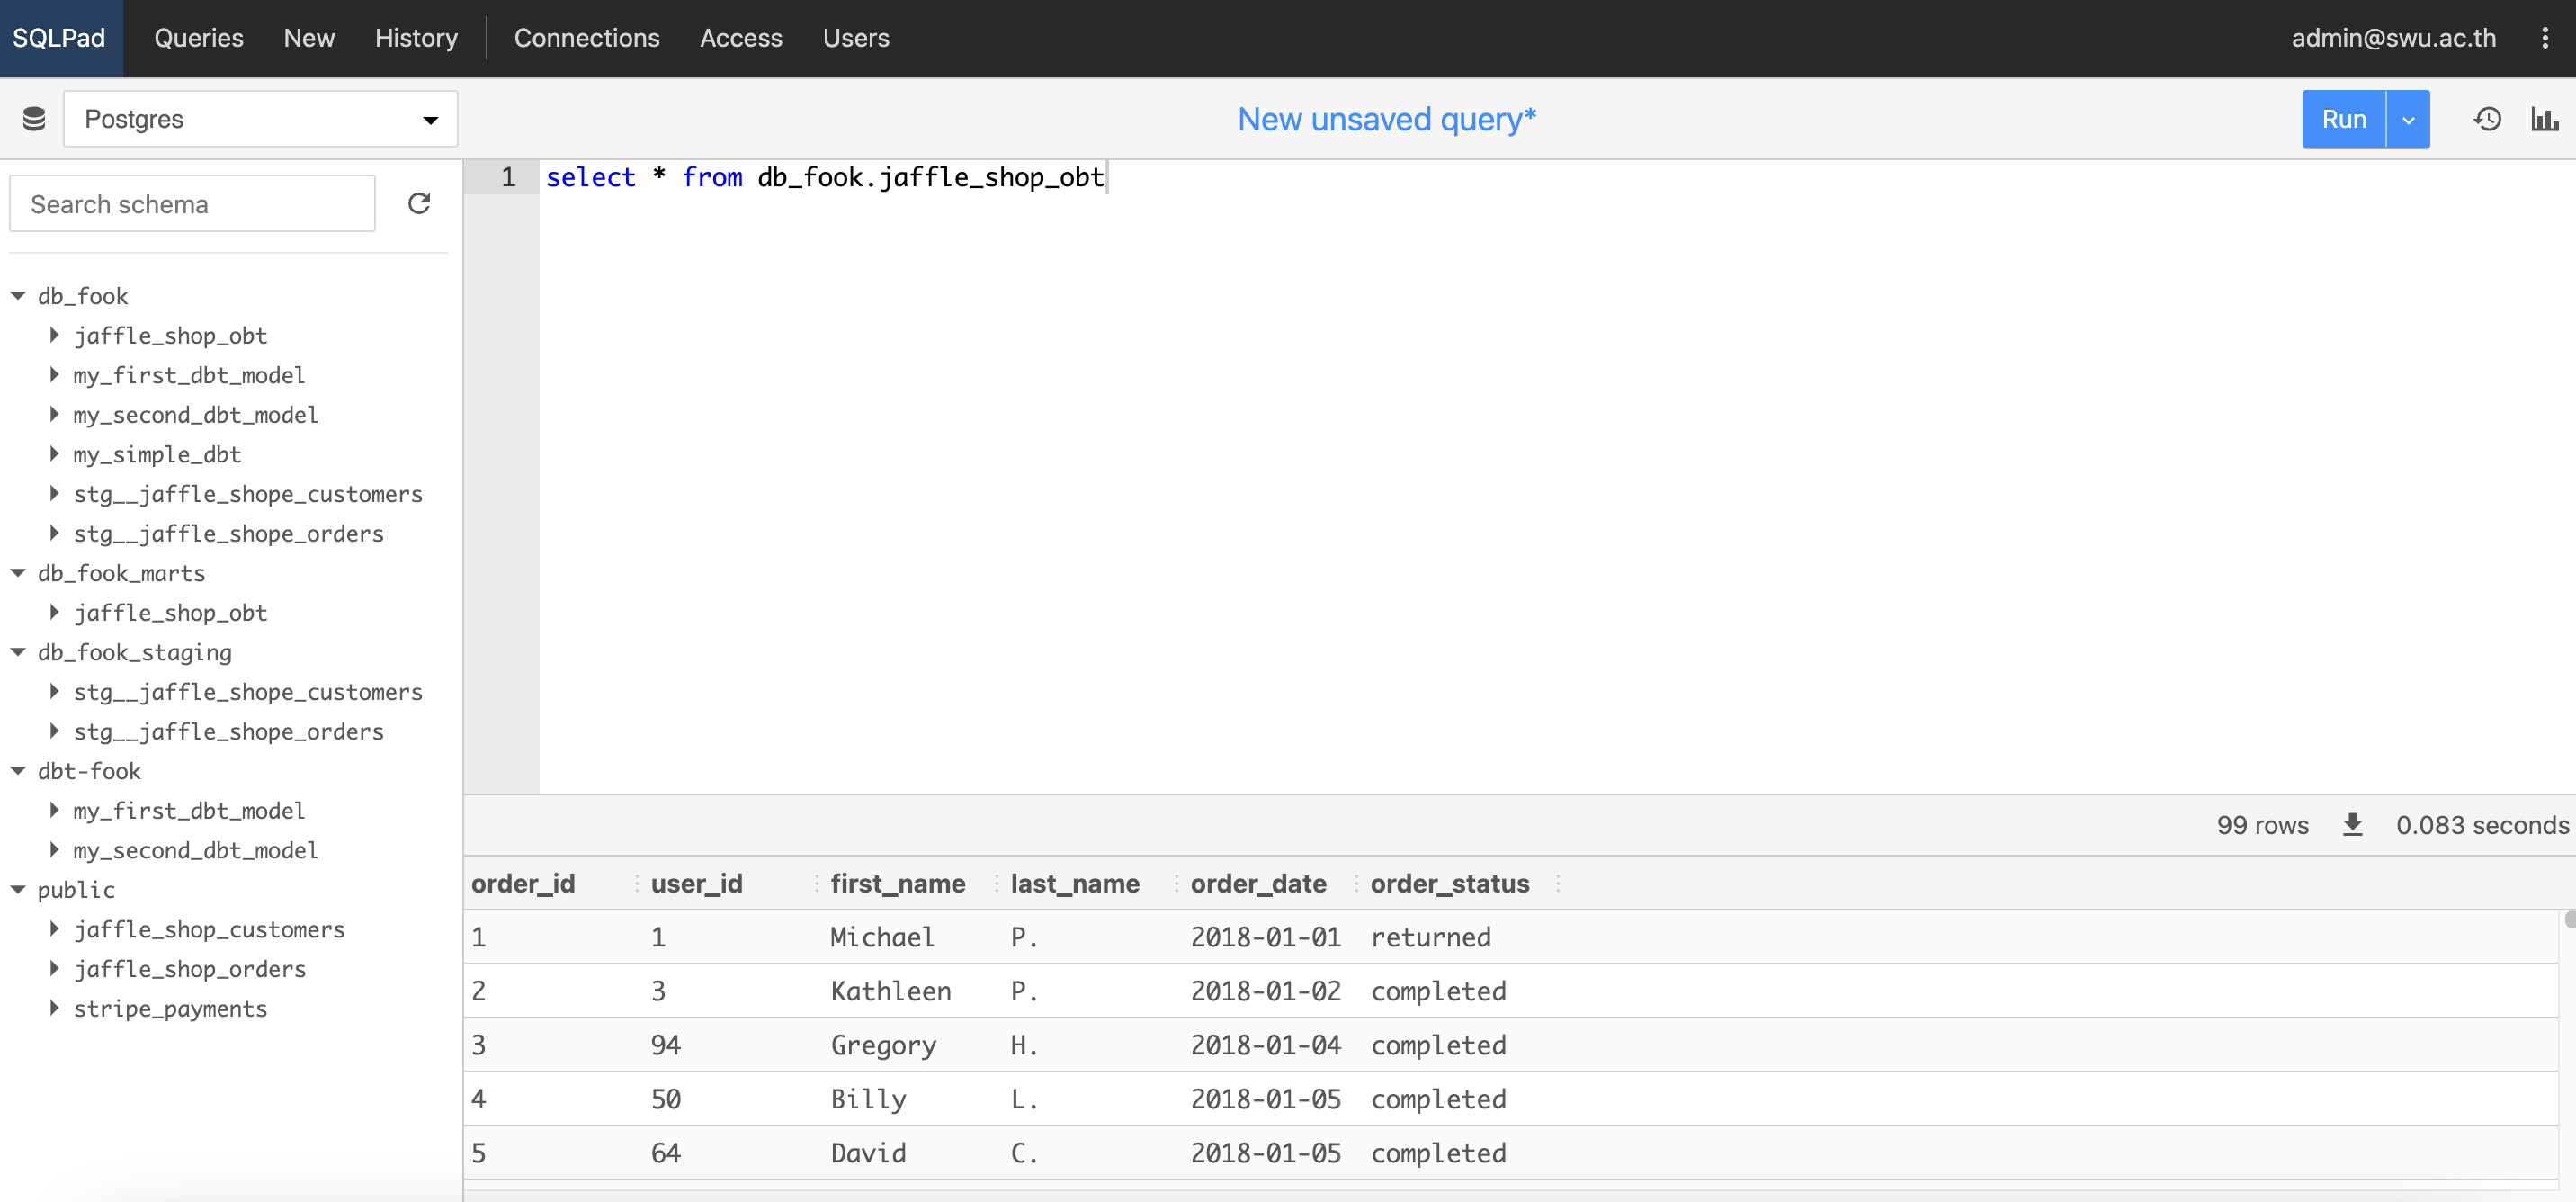 SQLPad Queries New History Connections Access Users admin@swu.ac.th
Postgres New unsaved query* Run
Search schema
1 select * from db_fook.jaffle_shop_obt
db_fook
jaffle_shop_obt
my_first_dbt_model
my_second_dbt_model
my_simple_dbt
stg__jaffle_shope_customers
stg__jaffle_shope_orders
db_fook_marts
jaffle_shop_obt
db_fook_staging
stg__jaffle_shope_customers
stg__jaffle_shope_orders
dbt-fook
my_first_dbt_model
my_second_dbt_model
public
jaffle_shop_customers
jaffle_shop_orders
stripe_payments
99 rows 0.083 seconds
order_id user_id first_name last_name order_date order_status
1 1 Michael P. 2018-01-01 returned
2 3 Kathleen P. 2018-01-02 completed
3 94 Gregory H. 2018-01-04 completed
4 50 Billy L. 2018-01-05 completed
5 64 David C. 2018-01-05 completed